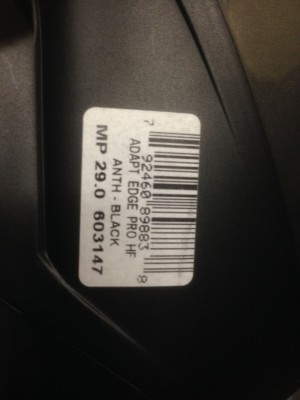 7 92460 89883 8
ADAPT EDGE PRO HF
ANTH - BLACK
MP 29.0 603147